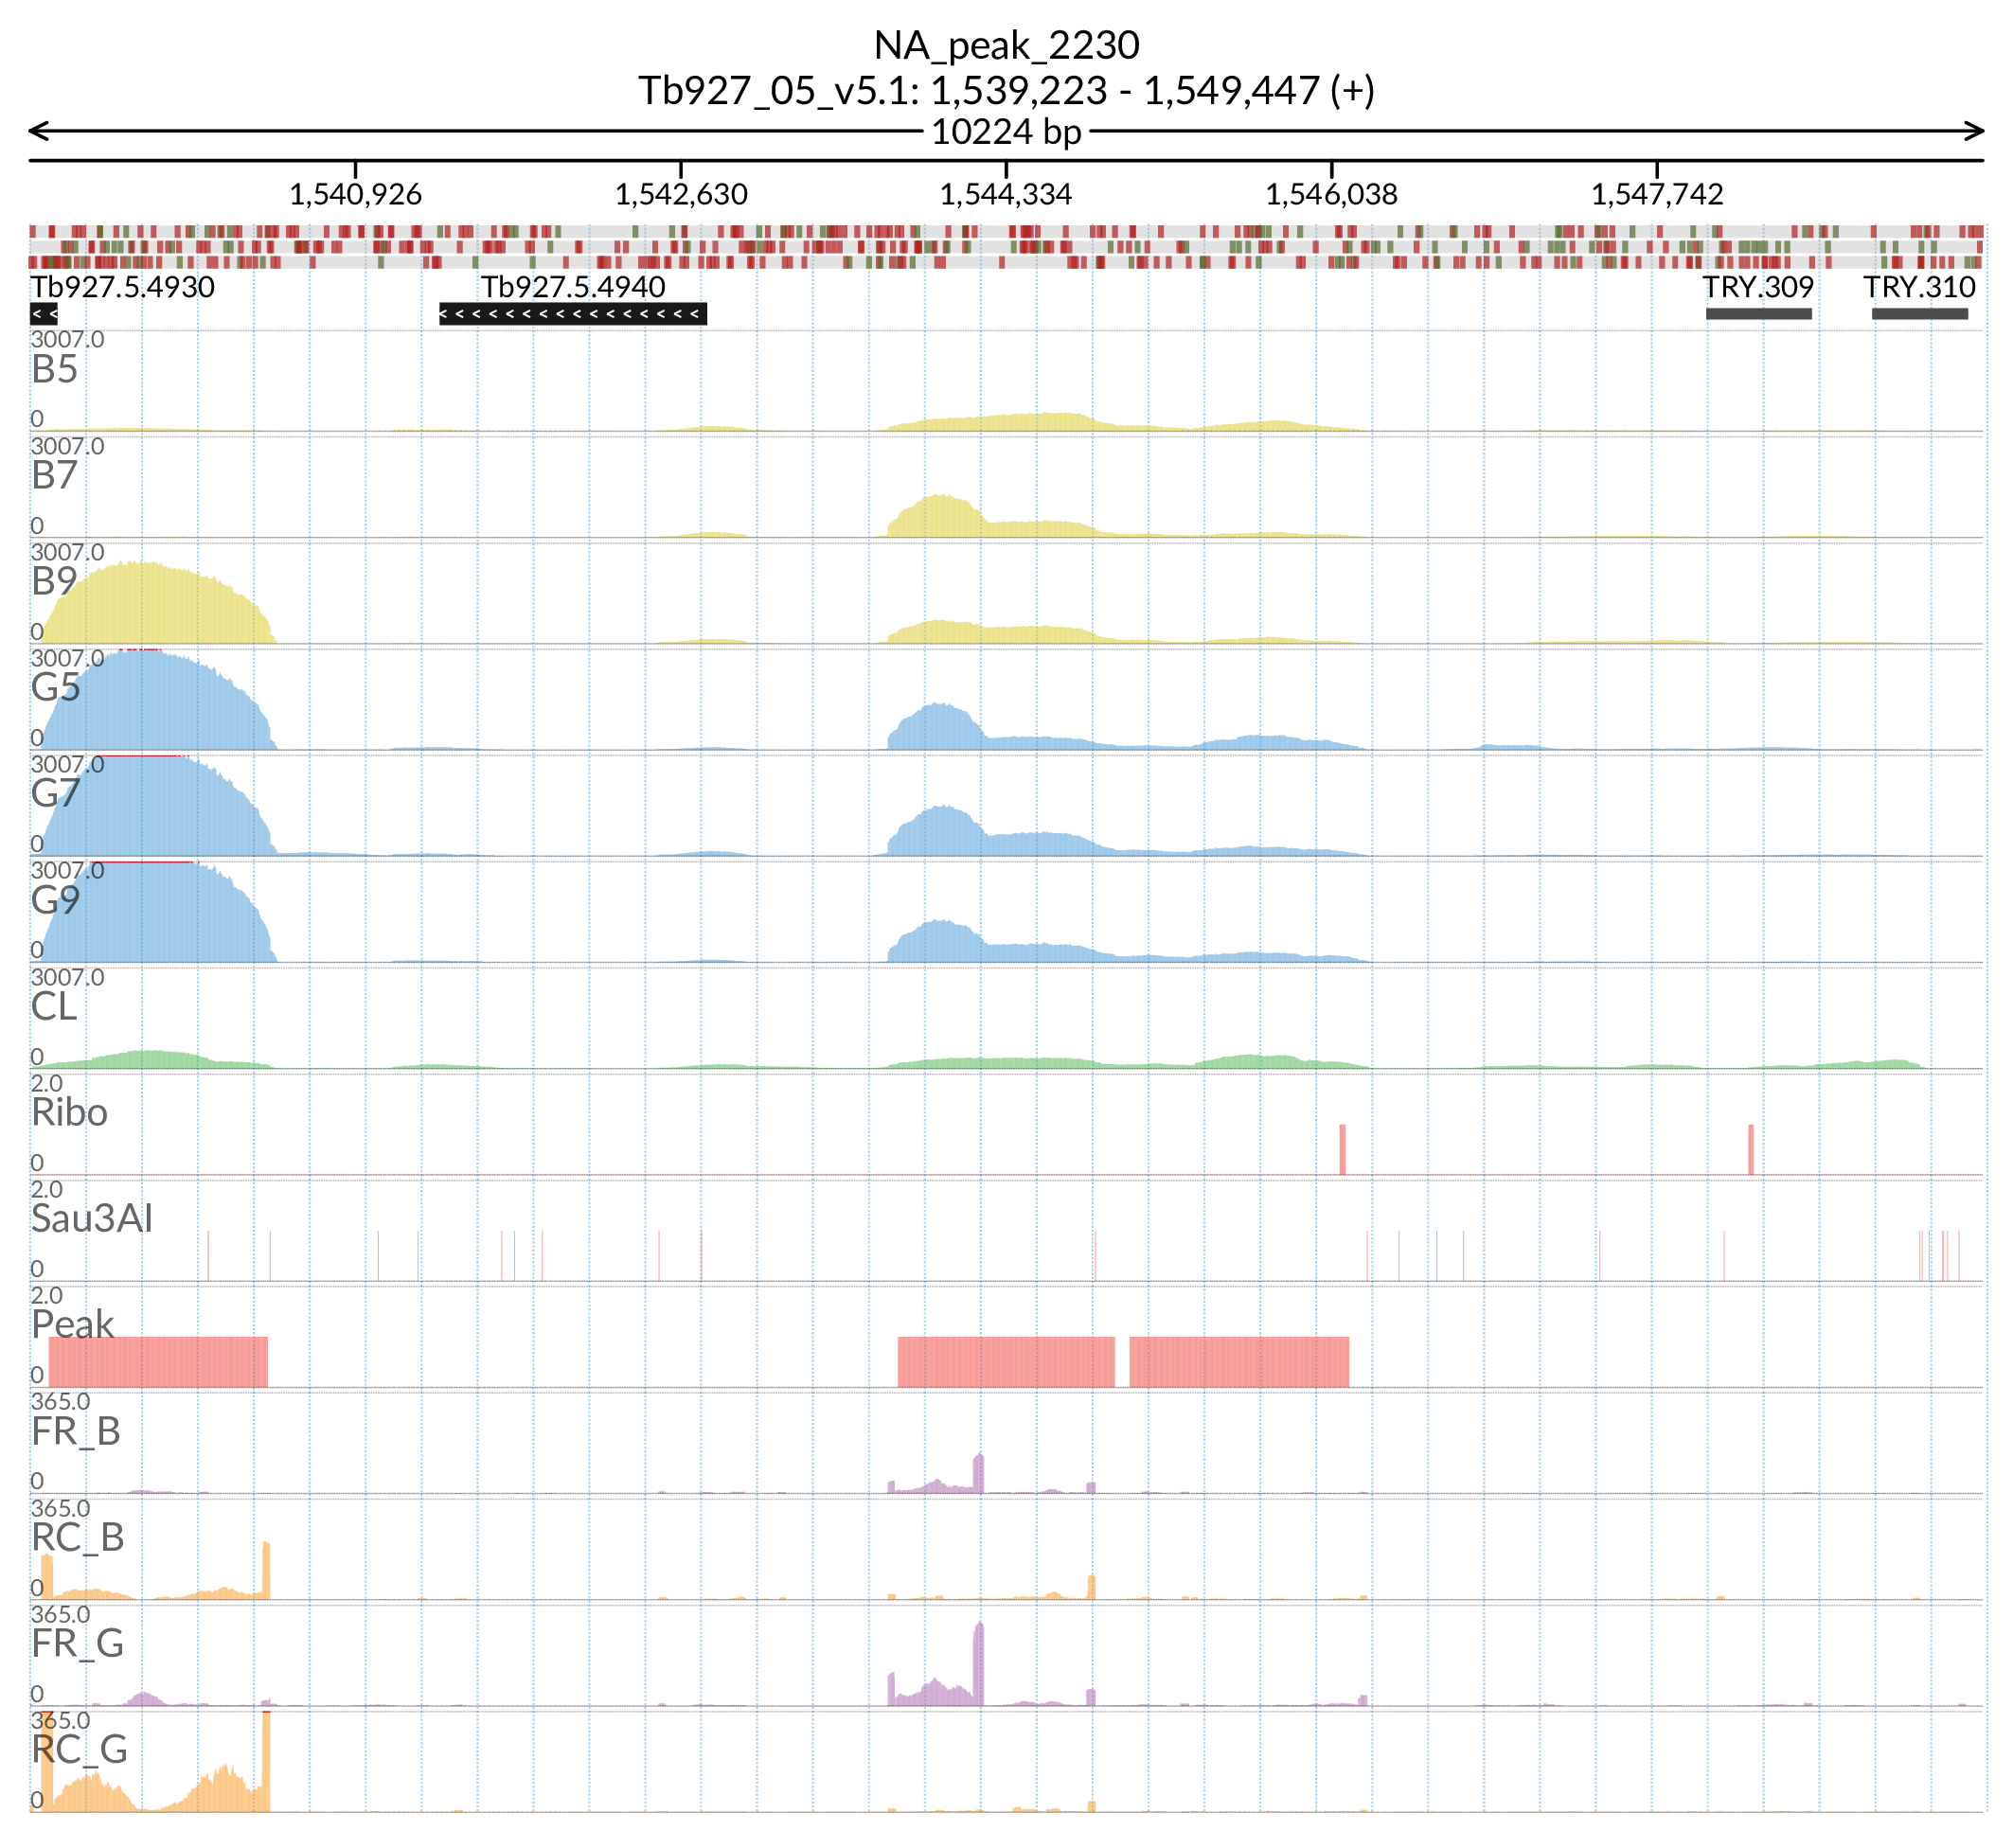 NA_peak_2230
Tb927_05_v5.1: 1,539,223 - 1,549,447 (+)
10224 bp
1,540,926 1,542,630 1,544,334 1,546,038 1,547,742
Tb927.5.4930 Tb927.5.4940 TRY.309 TRY.310
3007.0
B5
0
3007.0
B7
0
3007.0
B9
0
3007.0
G5
0
3007.0
G7
0
3007.0
G9
0
3007.0
CL
0
2.0
Ribo
0
2.0
Sau3AI
0
2.0
Peak
0
365.0
FR_B
0
365.0
RC_B
0
365.0
FR_G
0
365.0
RC_G
0